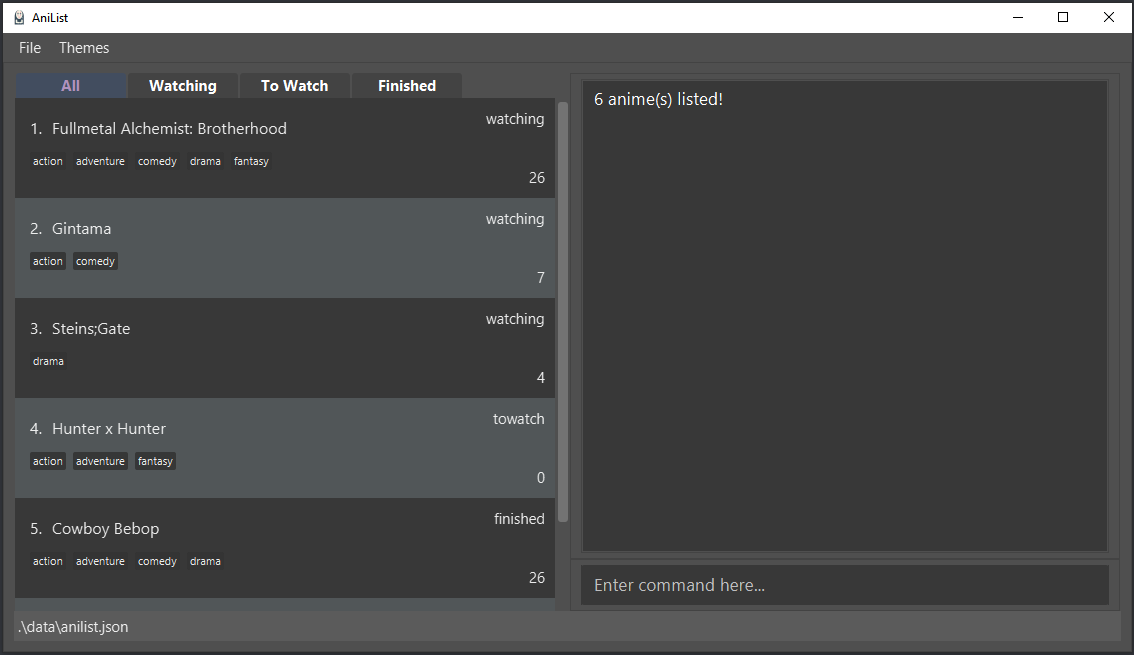 AniList
File Themes
All Watching To Watch Finished
1. Fullmetal Alchemist: Brotherhood
watching
action adventure comedy drama fantasy
26
2. Gintama
watching
action comedy
7
3. Steins;Gate
watching
drama
4
4. Hunter x Hunter
towatch
action adventure fantasy
0
5. Cowboy Bebop
finished
action adventure comedy drama
26
6 anime(s) listed!
Enter command here...
.\data\anilist.json